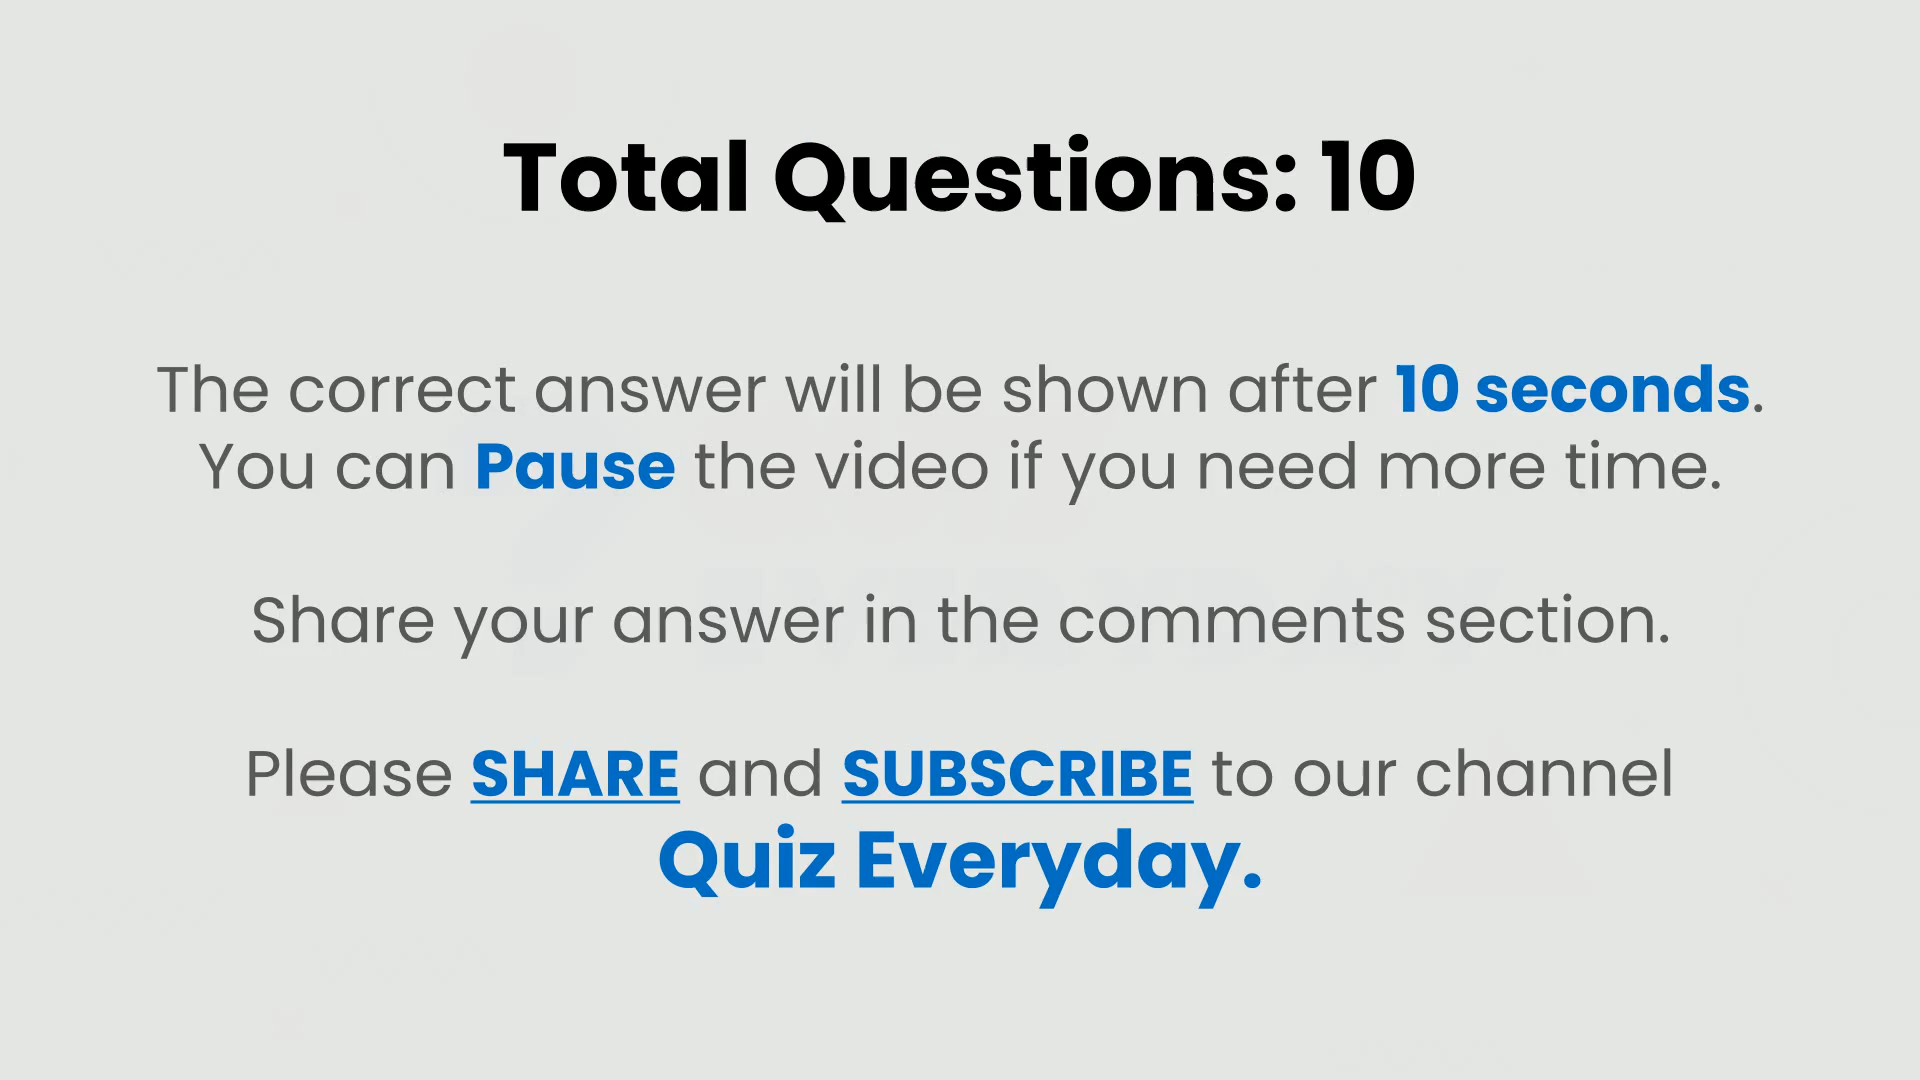 Total Questions: 10
The correct answer will be shown after 10 seconds.
You can Pause the video if you need more time.
Share your answer in the comments section.
Please SHARE and SUBSCRIBE to our channel
Quiz Everyday.